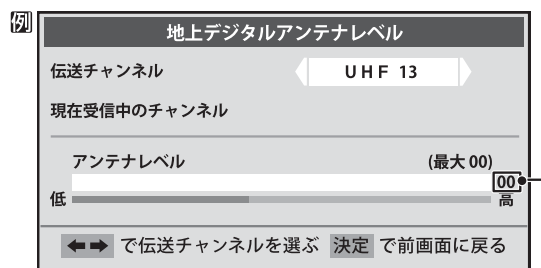 例
地上デジタルアンテナレベル
伝送チャンネル UHF 13
現在受信中のチャンネル
アンテナレベル (最大 00)
00
低 高
で伝送チャンネルを選ぶ 決定 で前画面に戻る